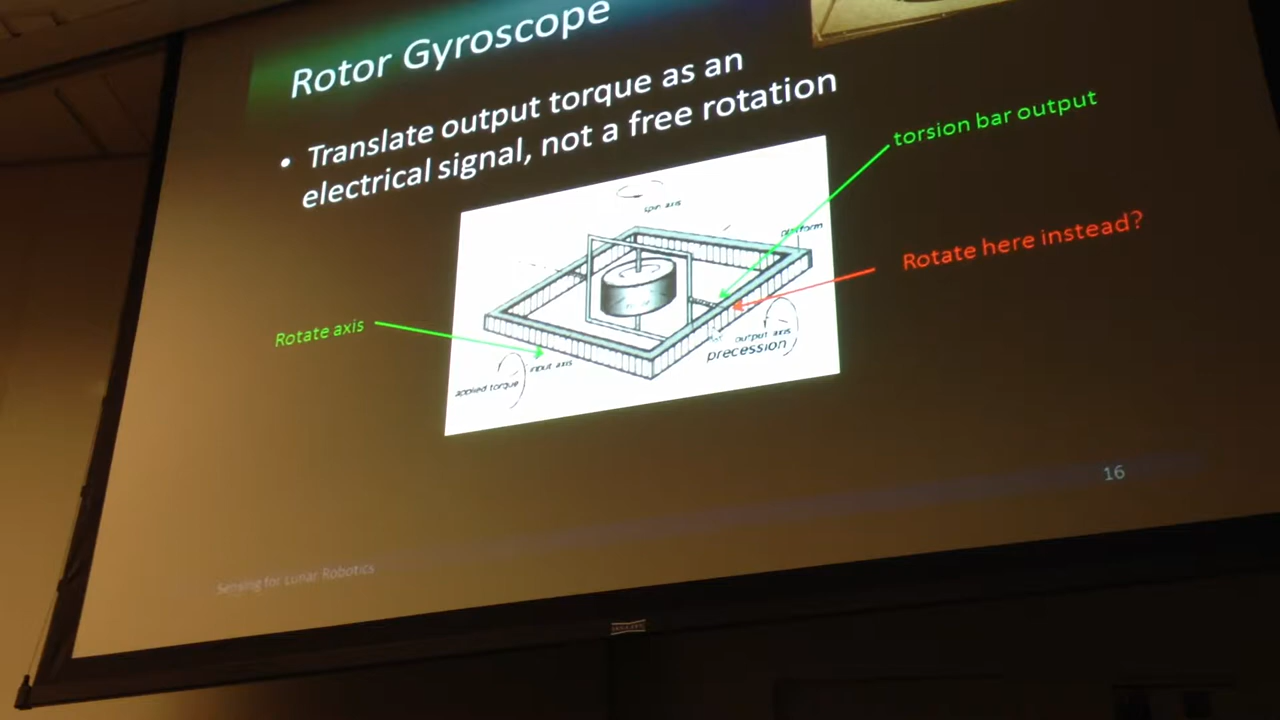 Rotor Gyroscope
• Translate output torque as an
electrical signal, not a free rotation
torsion bar output
Rotate here instead?
Rotate axis
spin axis
platform
output axis
precession
input axis
applied torque
16
Sensing for Lunar Robotics